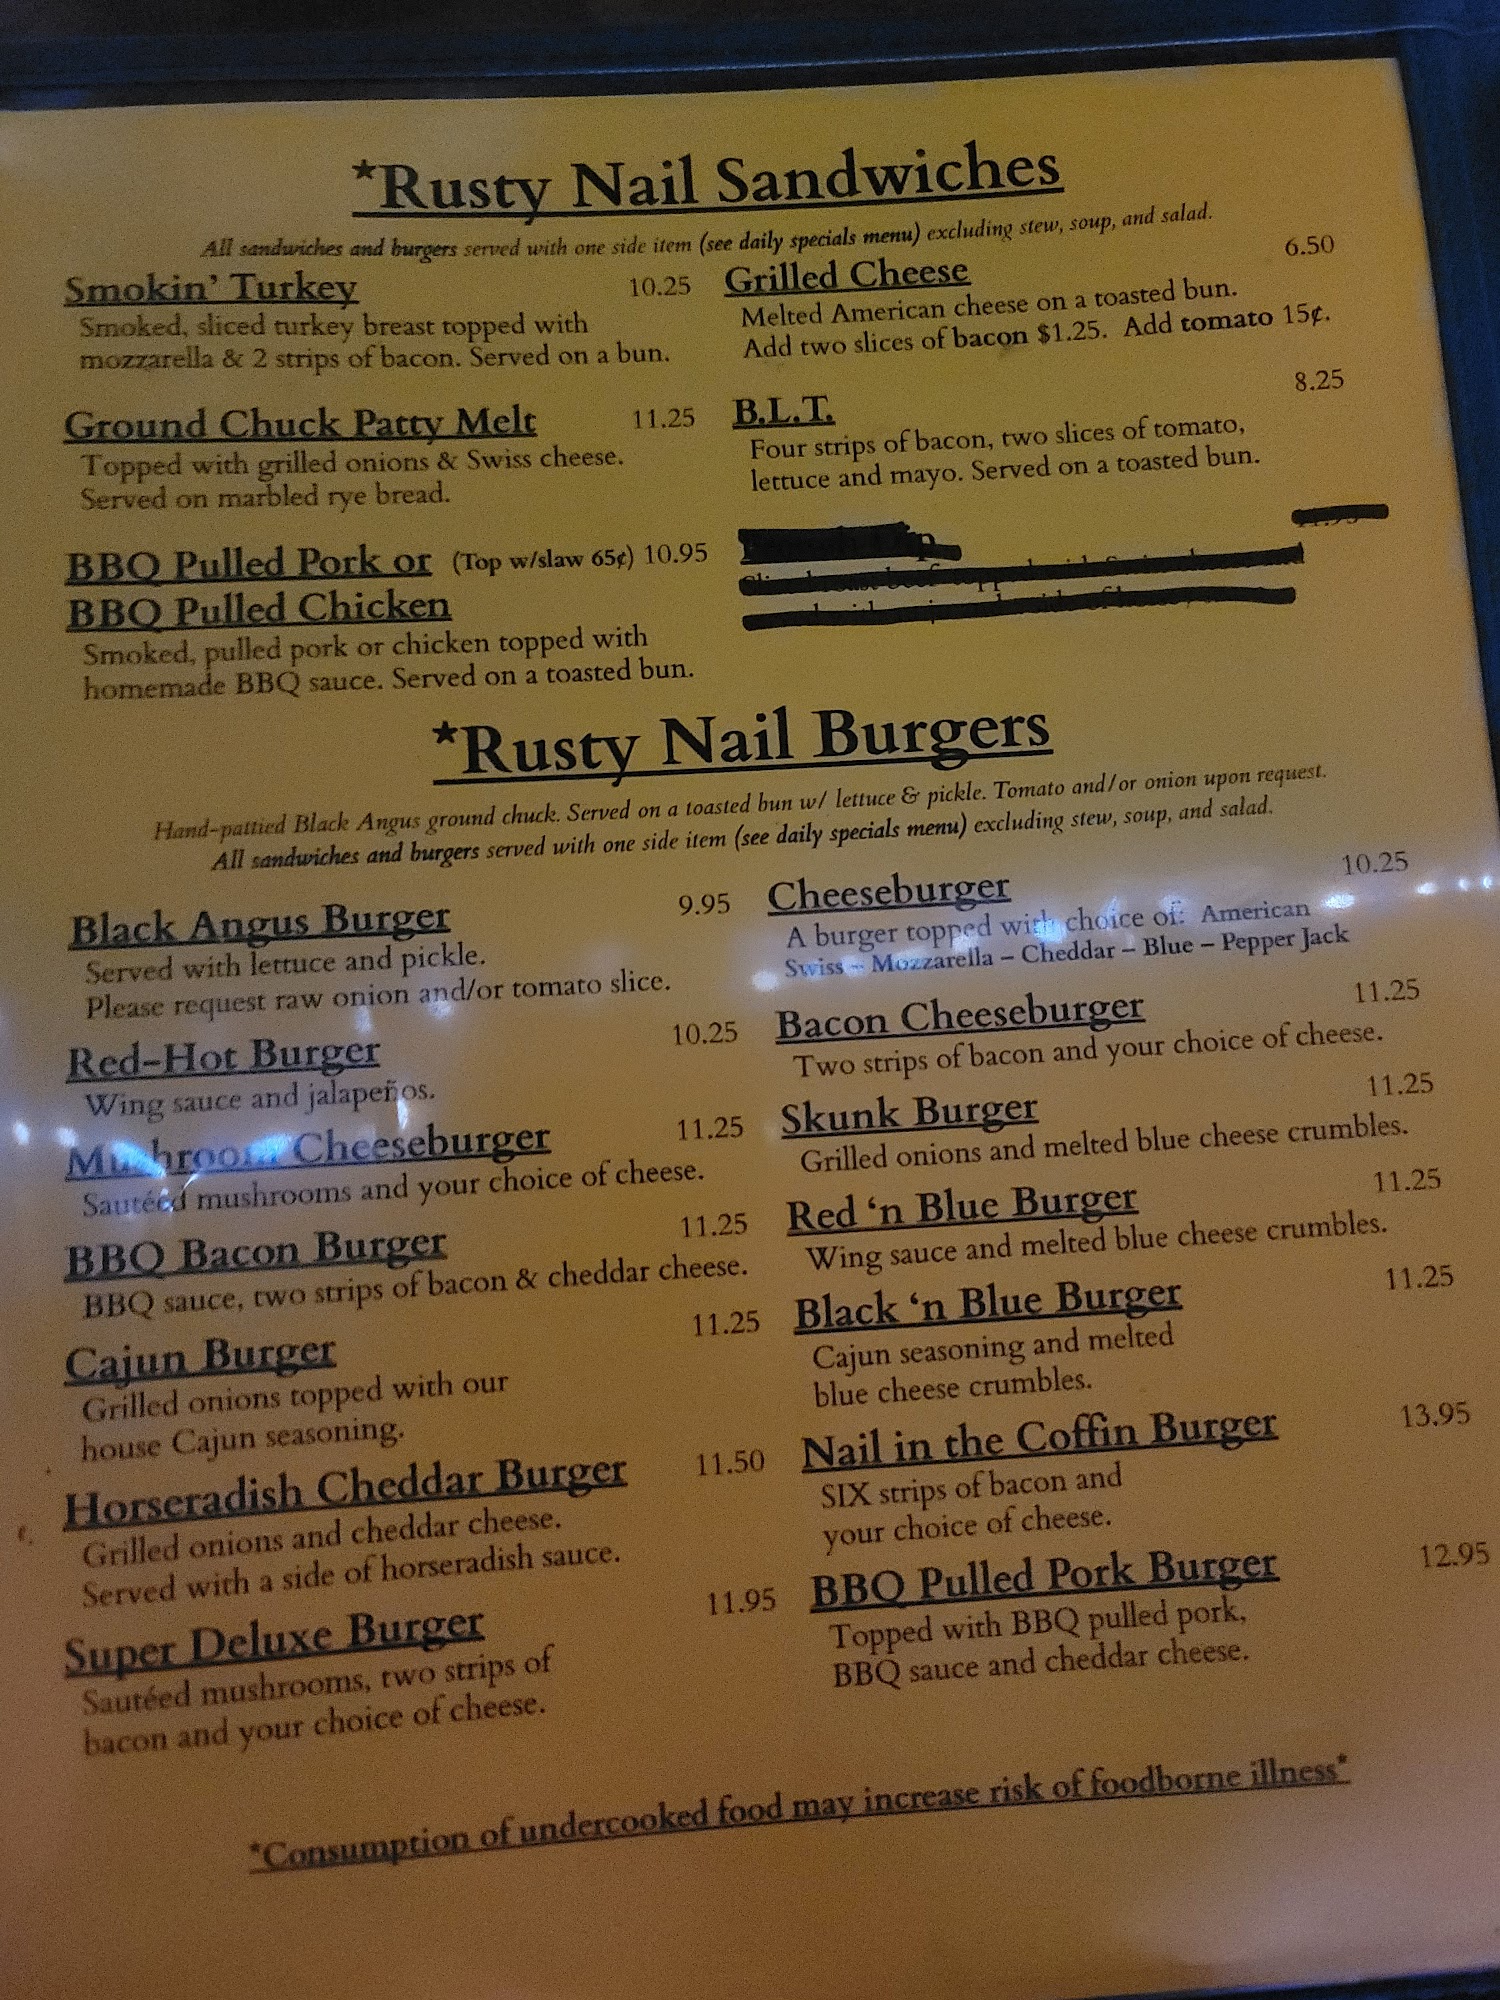 *Rusty Nail Sandwiches
All sandwiches and burgers served with one side item (see daily specials menu) excluding stew, soup, and salad.
Smokin' Turkey 10.25
Smoked, sliced turkey breast topped with
mozzarella & 2 strips of bacon. Served on a bun.
Ground Chuck Patty Melt 11.25
Topped with grilled onions & Swiss cheese.
Served on marbled rye bread.
BBQ Pulled Pork or (Top w/slaw 65¢) 10.95
BBQ Pulled Chicken
Smoked, pulled pork or chicken topped with
homemade BBQ sauce. Served on a toasted bun.
Grilled Cheese 6.50
Melted American cheese on a toasted bun.
Add two slices of bacon $1.25. Add tomato 15¢.
B.L.T. 8.25
Four strips of bacon, two slices of tomato,
lettuce and mayo. Served on a toasted bun.
*Rusty Nail Burgers
Hand-pattied Black Angus ground chuck. Served on a toasted bun w/ lettuce & pickle. Tomato and/or onion upon request.
All sandwiches and burgers served with one side item (see daily specials menu) excluding stew, soup, and salad.
Black Angus Burger 9.95
Served with lettuce and pickle.
Please request raw onion and/or tomato slice.
Red-Hot Burger 10.25
Wing sauce and jalapeños.
Mushroom Cheeseburger 11.25
Sautéed mushrooms and your choice of cheese.
BBQ Bacon Burger 11.25
BBQ sauce, two strips of bacon & cheddar cheese.
Cajun Burger 11.25
Grilled onions topped with our
house Cajun seasoning.
Horseradish Cheddar Burger 11.50
Grilled onions and cheddar cheese.
Served with a side of horseradish sauce.
Super Deluxe Burger 11.95
Sautéed mushrooms, two strips of
bacon and your choice of cheese.
Cheeseburger 10.25
A burger topped with choice of: American
Swiss – Mozzarella – Cheddar – Blue – Pepper Jack
Bacon Cheeseburger 11.25
Two strips of bacon and your choice of cheese.
Skunk Burger 11.25
Grilled onions and melted blue cheese crumbles.
Red 'n Blue Burger 11.25
Wing sauce and melted blue cheese crumbles.
Black 'n Blue Burger 11.25
Cajun seasoning and melted
blue cheese crumbles.
Nail in the Coffin Burger 13.95
SIX strips of bacon and
your choice of cheese.
BBQ Pulled Pork Burger 12.95
Topped with BBQ pulled pork,
BBQ sauce and cheddar cheese.
*Consumption of undercooked food may increase risk of foodborne illness*